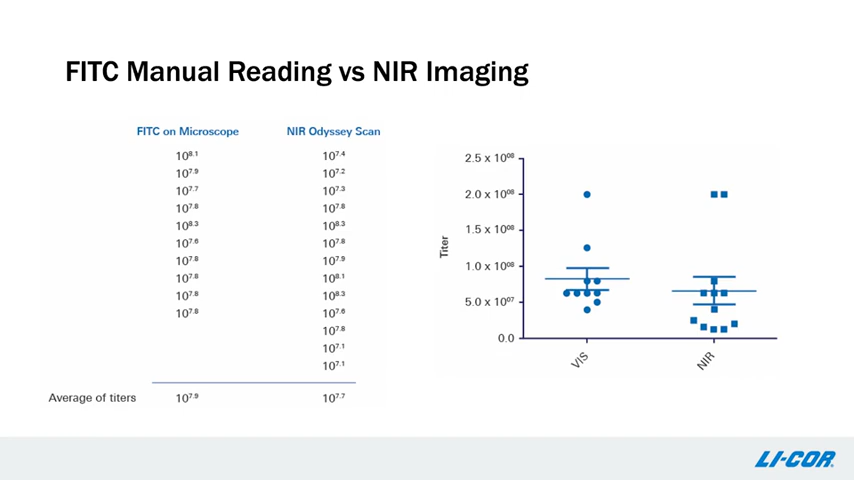 FITC Manual Reading vs NIR Imaging
FITC on Microscope NIR Odyssey Scan
10^8.1 10^7.4
10^7.9 10^7.2
10^7.7 10^7.3
10^7.8 10^7.8
10^8.3 10^8.3
10^7.6 10^7.8
10^7.8 10^7.9
10^7.8 10^8.1
10^7.8 10^8.3
10^7.8 10^7.6
10^7.8
10^7.1
10^7.1
Average of titers 10^7.9 10^7.7
Titer
2.5 x 10^08
2.0 x 10^08
1.5 x 10^08
1.0 x 10^08
5.0 x 10^07
0.0
VIS
NIR
LI-COR®